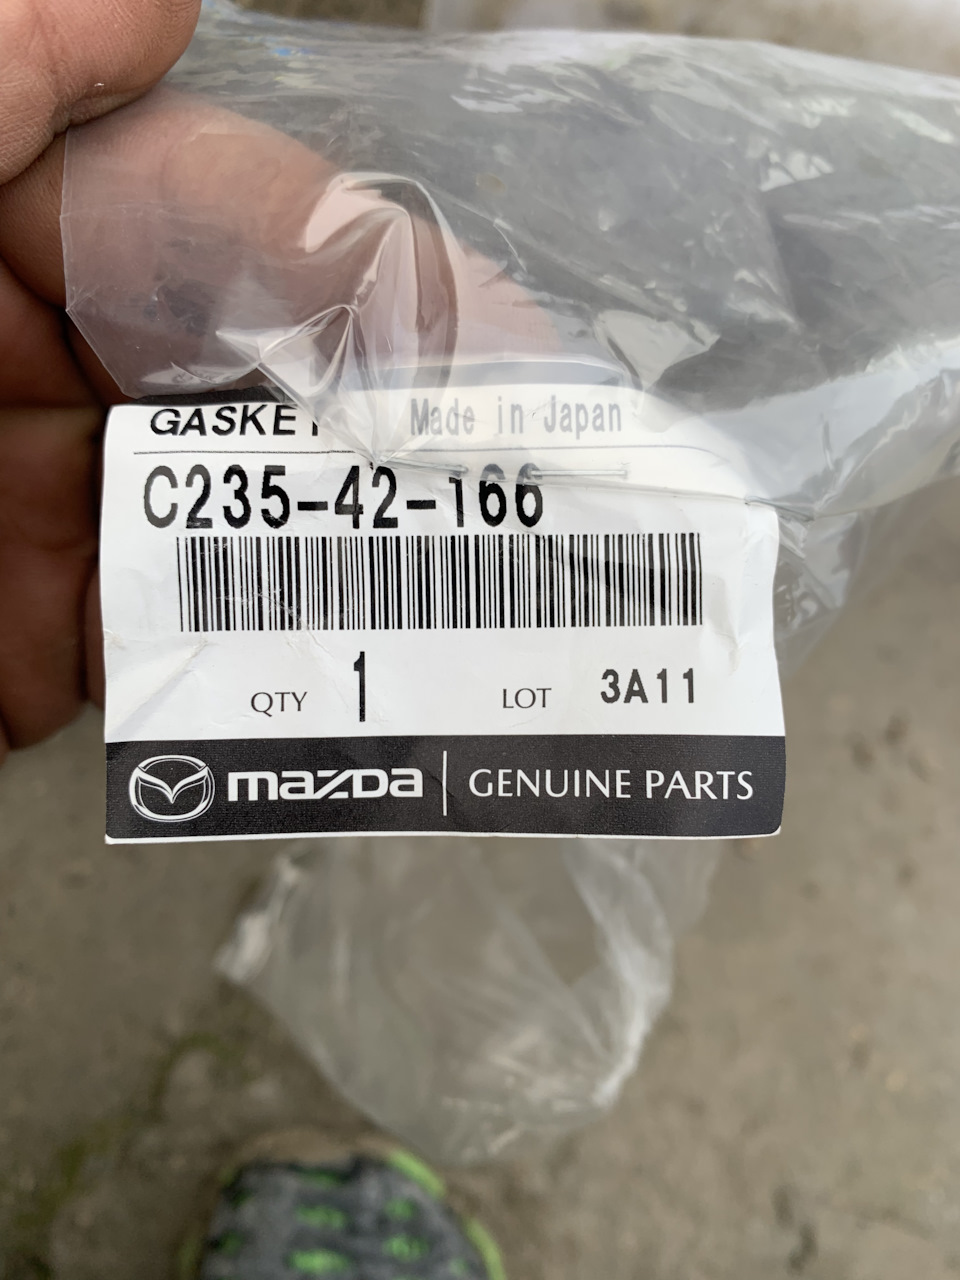 GASKET Made in Japan
C235-42-166
QTY 1 LOT 3A11
mazda GENUINE PARTS